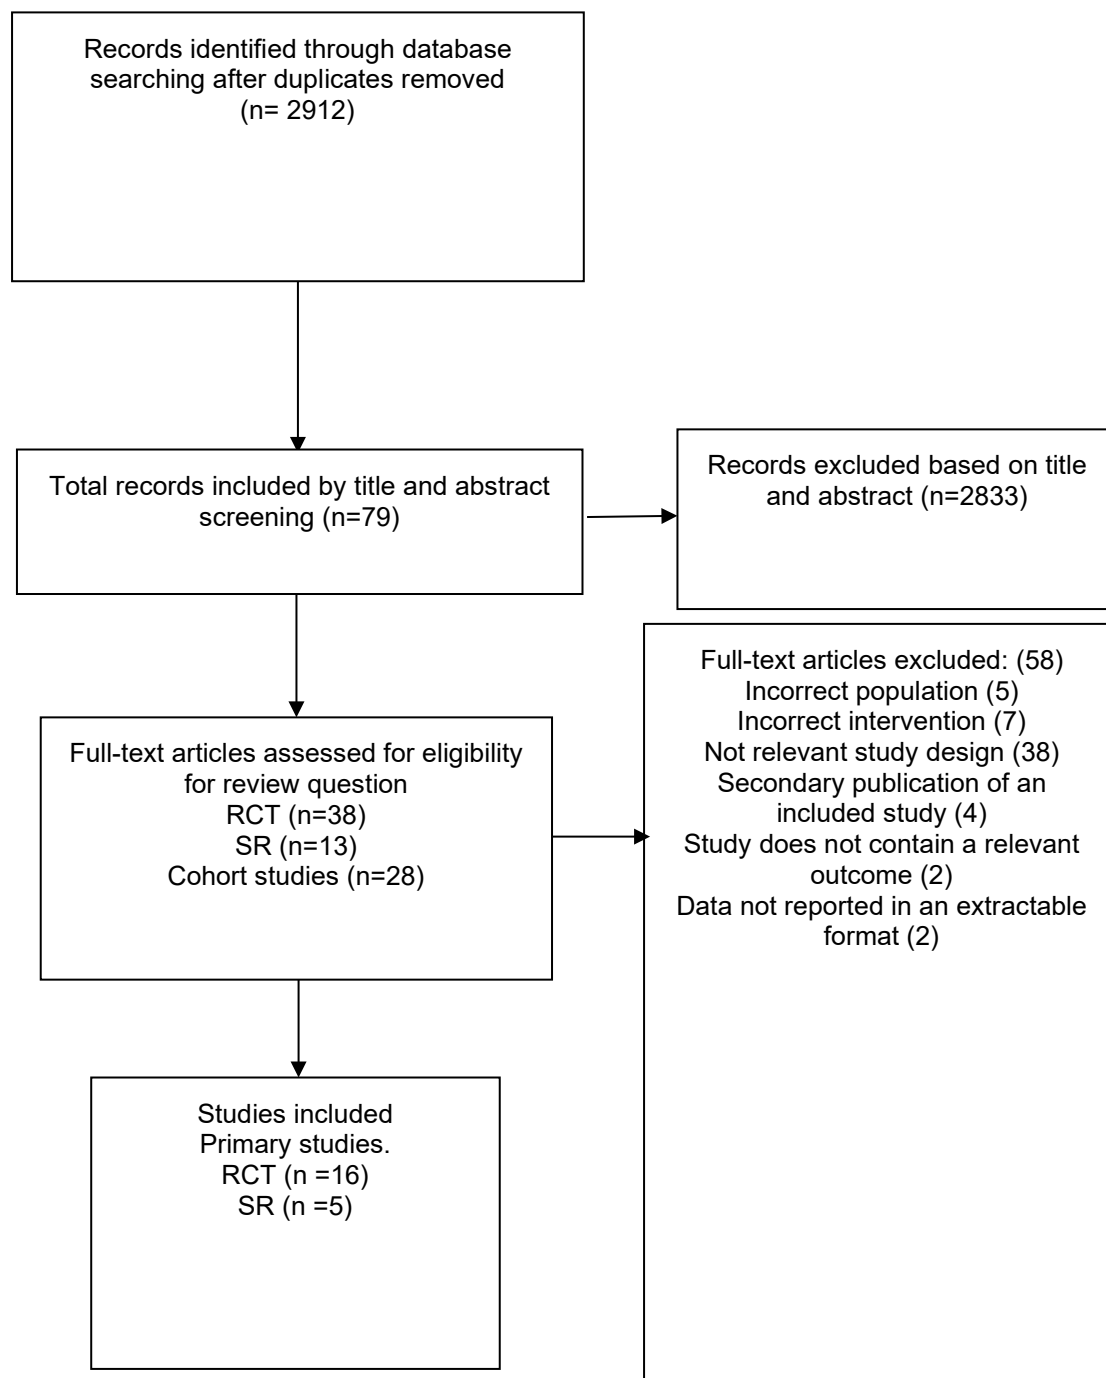 Records identified through database
searching after duplicates removed
(n= 2912)
Total records included by title and abstract
screening (n=79)
Records excluded based on title
and abstract (n=2833)
Full-text articles assessed for eligibility
for review question
RCT (n=38)
SR (n=13)
Cohort studies (n=28)
Full-text articles excluded: (58)
Incorrect population (5)
Incorrect intervention (7)
Not relevant study design (38)
Secondary publication of an
included study (4)
Study does not contain a relevant
outcome (2)
Data not reported in an extractable
format (2)
Studies included
Primary studies.
RCT (n =16)
SR (n =5)